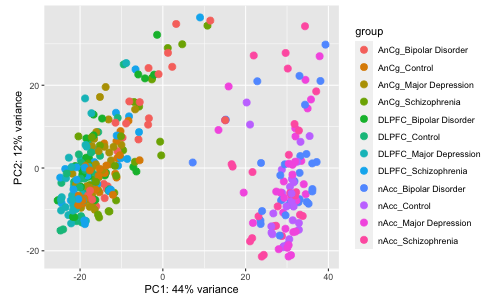 group
AnCg_Bipolar Disorder
AnCg_Control
AnCg_Major Depression
AnCg_Schizophrenia
DLPFC_Bipolar Disorder
DLPFC_Control
DLPFC_Major Depression
DLPFC_Schizophrenia
nAcc_Bipolar Disorder
nAcc_Control
nAcc_Major Depression
nAcc_Schizophrenia
PC2: 12% variance
20
0
-20
-20 0 20 40
PC1: 44% variance